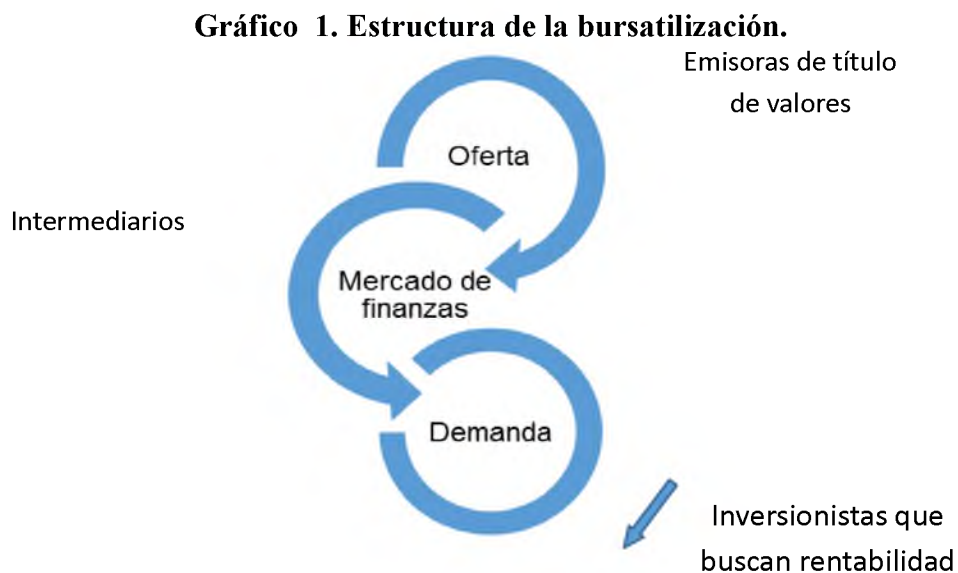 Gráfico 1. Estructura de la bursatilización.
Emisoras de título
de valores
Oferta
Intermediarios
Mercado de
finanzas
Demanda
Inversionistas que
buscan rentabilidad